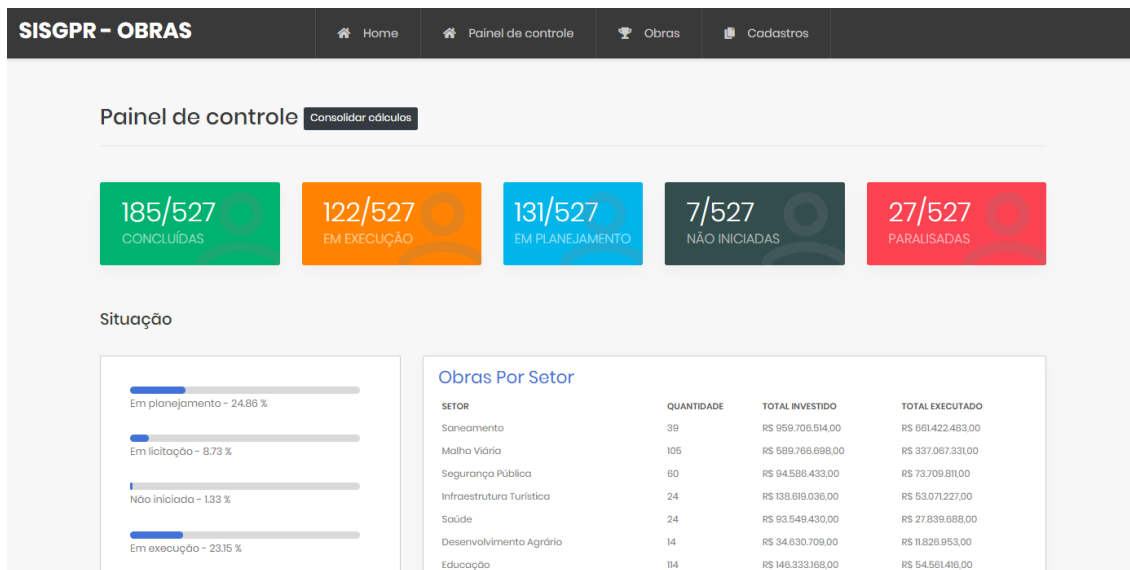 SISGPR - OBRAS
Home
Painel de controle
Obras
Cadastros
Painel de controle
Consolidar cálculos
185/527
CONCLUÍDAS
122/527
EM EXECUÇÃO
131/527
EM PLANEJAMENTO
7/527
NÃO INICIADAS
27/527
PARALISADAS
Situação
Em planejamento - 24.86 %
Em licitação - 8.73 %
Não iniciada - 1.33 %
Em execução - 23.15 %
Obras Por Setor
SETOR QUANTIDADE TOTAL INVESTIDO TOTAL EXECUTADO
Saneamento 39 R$ 959.706.514,00 R$ 661.422.483,00
Malha Viária 105 R$ 589.766.698,00 R$ 337.067.331,00
Segurança Pública 60 R$ 94.586.433,00 R$ 73.709.811,00
Infraestrutura Turística 24 R$ 138.619.036,00 R$ 53.071.227,00
Saúde 24 R$ 93.549.430,00 R$ 27.839.688,00
Desenvolvimento Agrário 14 R$ 34.630.709,00 R$ 11.826.953,00
Educação 114 R$ 146.333.168,00 R$ 54.561.416,00